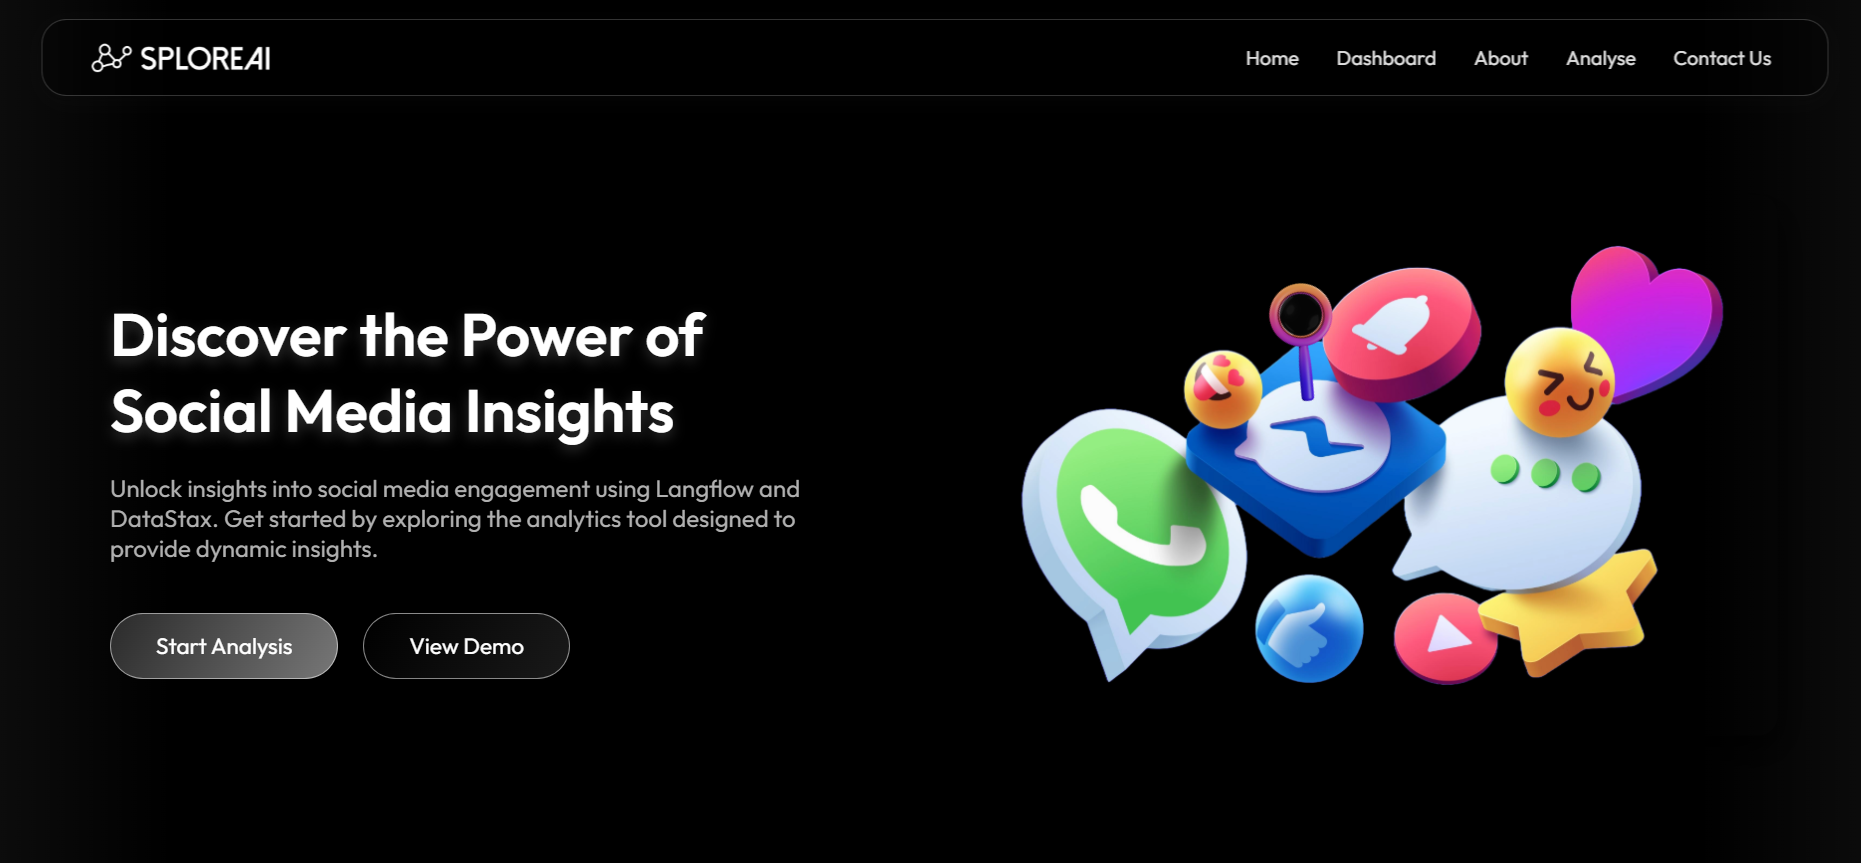 SPLOREAI
Home
Dashboard
About
Analyse
Contact Us
Discover the Power of
Social Media Insights
Unlock insights into social media engagement using Langflow and
DataStax. Get started by exploring the analytics tool designed to
provide dynamic insights.
Start Analysis
View Demo